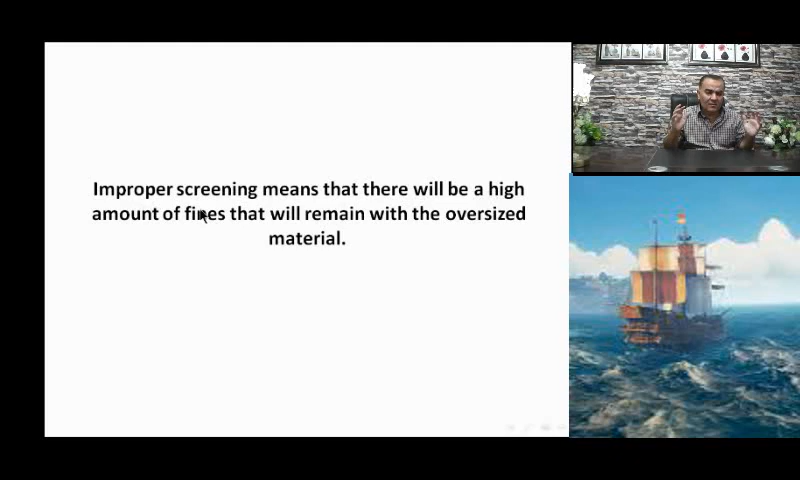 Improper screening means that there will be a high
amount of fines that will remain with the oversized
material.